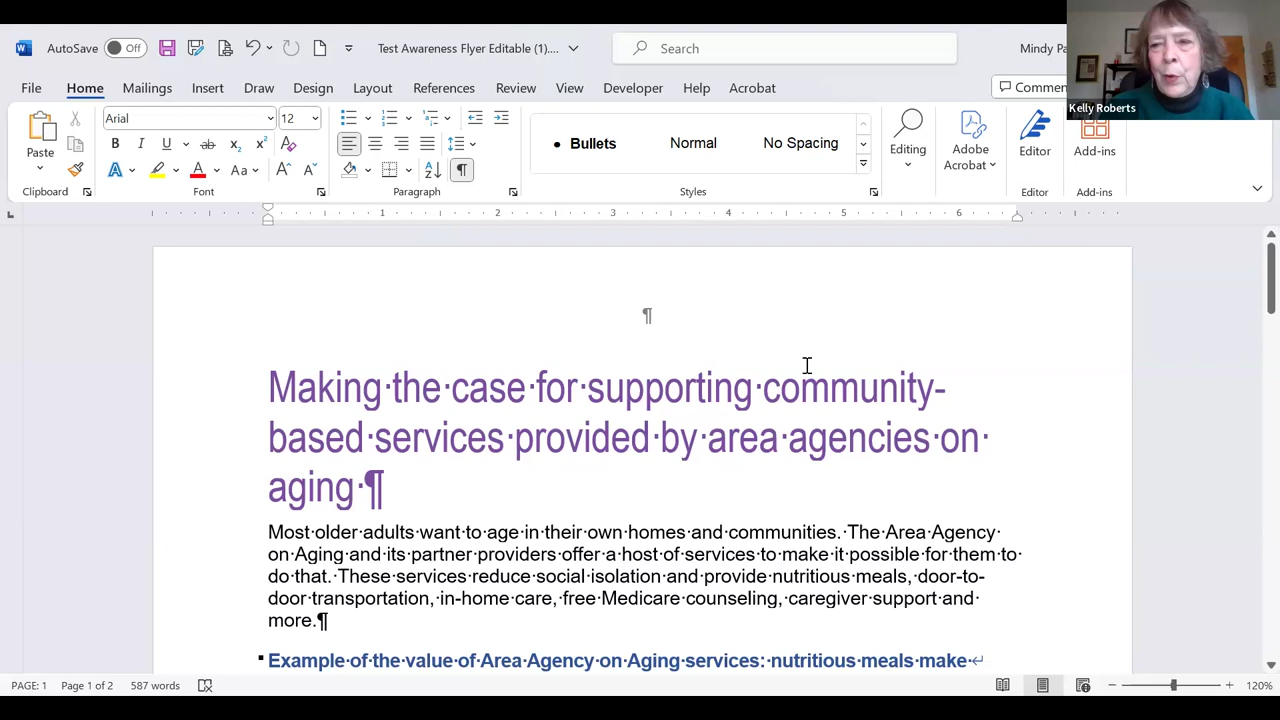 AutoSave Off Test Awareness Flyer Editable (1).... Search Mindy Pa
File Home Mailings Insert Draw Design Layout References Review View Developer Help Acrobat Commen
Kelly Roberts
Arial 12
Paste
Bullets Normal No Spacing
Editing Adobe Acrobat Editor Add-ins
Clipboard Font Paragraph Styles Editor Add-ins
1 2 3 4 5 6
¶
Making·the·case·for·supporting·community-
based·services·provided·by·area·agencies·on·
aging·¶
Most·older·adults·want·to·age·in·their·own·homes·and·communities.··The·Area·Agency·
on·Aging·and·its·partner·providers·offer·a·host·of·services·to·make·it·possible·for·them·to·
do·that.··These·services·reduce·social·isolation·and·provide·nutritious·meals,·door-to-
door·transportation,·in-home·care,·free·Medicare·counseling,·caregiver·support·and·
more.¶
Example·of·the·value·of·Area·Agency·on·Aging·services:·nutritious·meals·make·↵
PAGE: 1 Page 1 of 2 587 words 120%